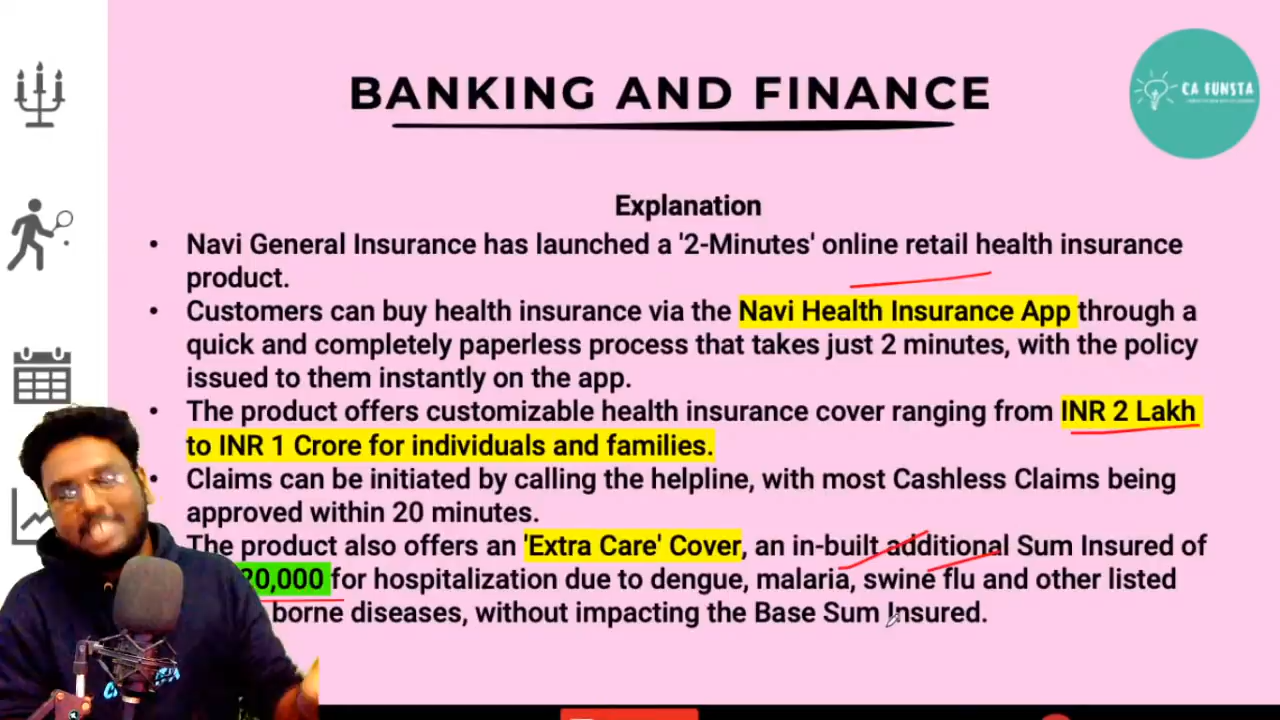 BANKING AND FINANCE
CA FUNSTA
Explanation
• Navi General Insurance has launched a '2-Minutes' online retail health insurance
product.
• Customers can buy health insurance via the Navi Health Insurance App through a
quick and completely paperless process that takes just 2 minutes, with the policy
issued to them instantly on the app.
• The product offers customizable health insurance cover ranging from INR 2 Lakh
to INR 1 Crore for individuals and families.
• Claims can be initiated by calling the helpline, with most Cashless Claims being
approved within 20 minutes.
The product also offers an 'Extra Care' Cover, an in-built additional Sum Insured of
for hospitalization due to dengue, malaria, swine flu and other listed
borne diseases, without impacting the Base Sum Insured.